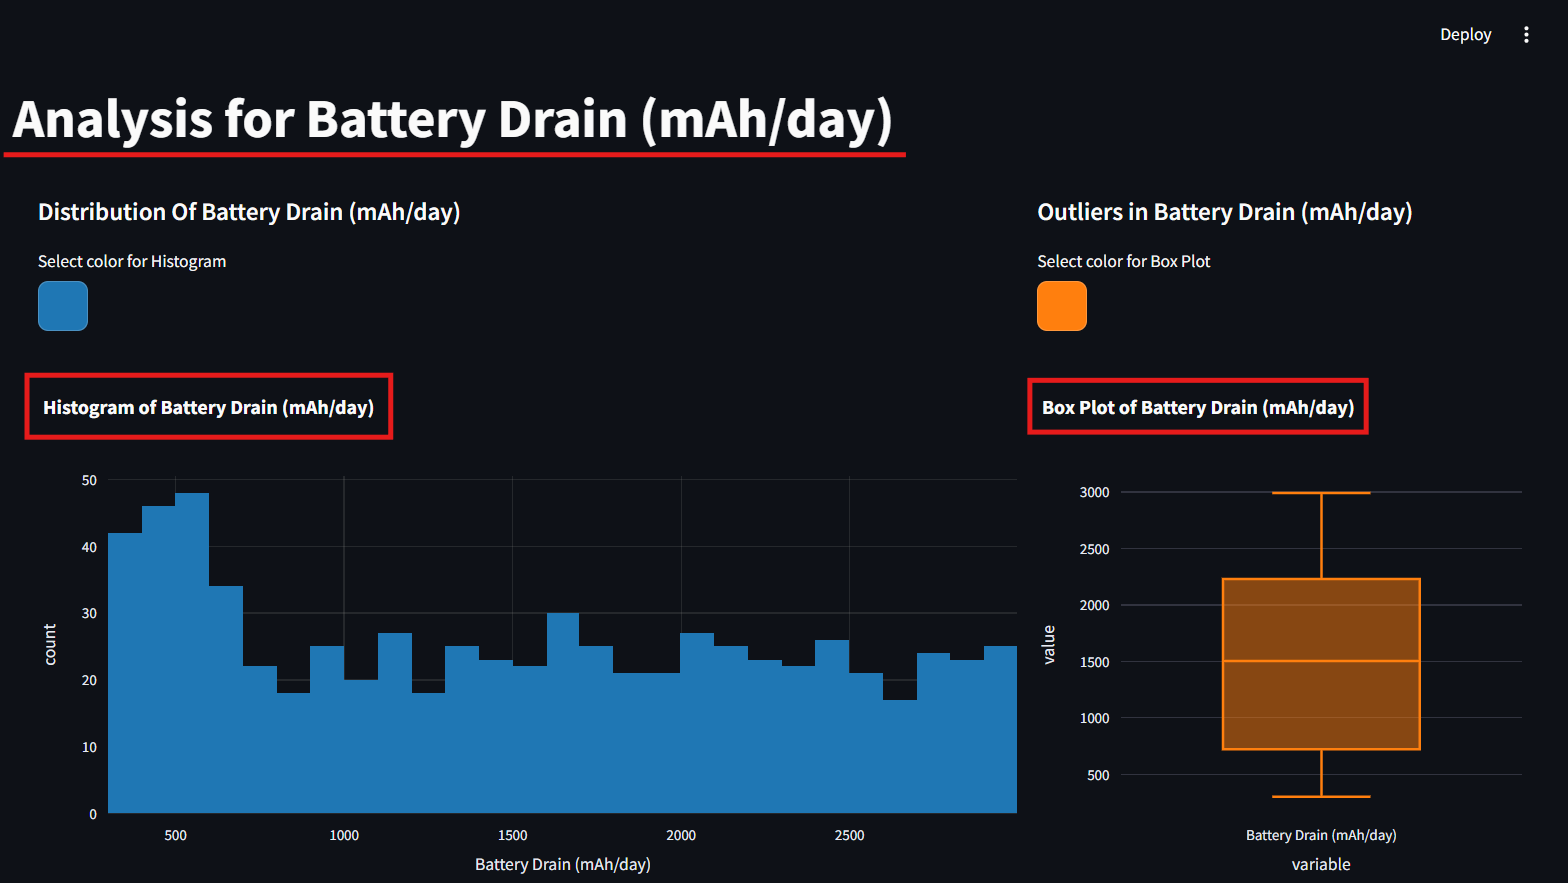 Deploy
Analysis for Battery Drain (mAh/day)
Distribution Of Battery Drain (mAh/day)
Select color for Histogram
Histogram of Battery Drain (mAh/day)
50
40
30
20
10
0
count
500
1000
1500
2000
2500
Battery Drain (mAh/day)
Outliers in Battery Drain (mAh/day)
Select color for Box Plot
Box Plot of Battery Drain (mAh/day)
3000
2500
2000
1500
1000
500
value
Battery Drain (mAh/day)
variable